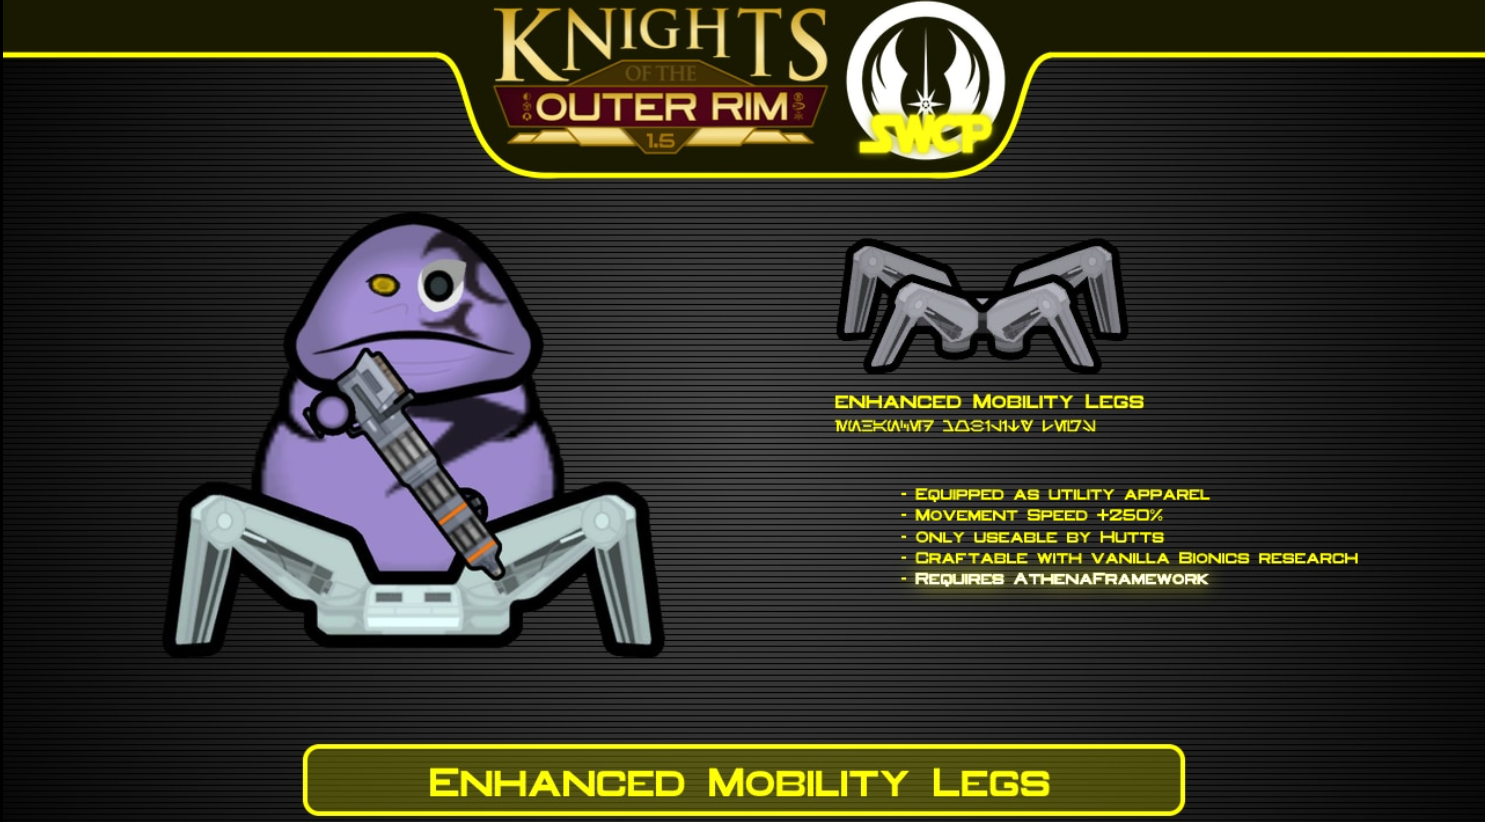 KNIGHTS
OF THE
OUTER RIM
1.5
SWCP
ENHANCED MOBILITY LEGS
- EQUIPPED AS UTILITY APPAREL
- MOVEMENT SPEED +250%
- ONLY USEABLE BY HUTTS
- CRAFTABLE WITH VANILLA BIONICS RESEARCH
- REQUIRES ATHENAFRAMEWORK
ENHANCED MOBILITY LEGS